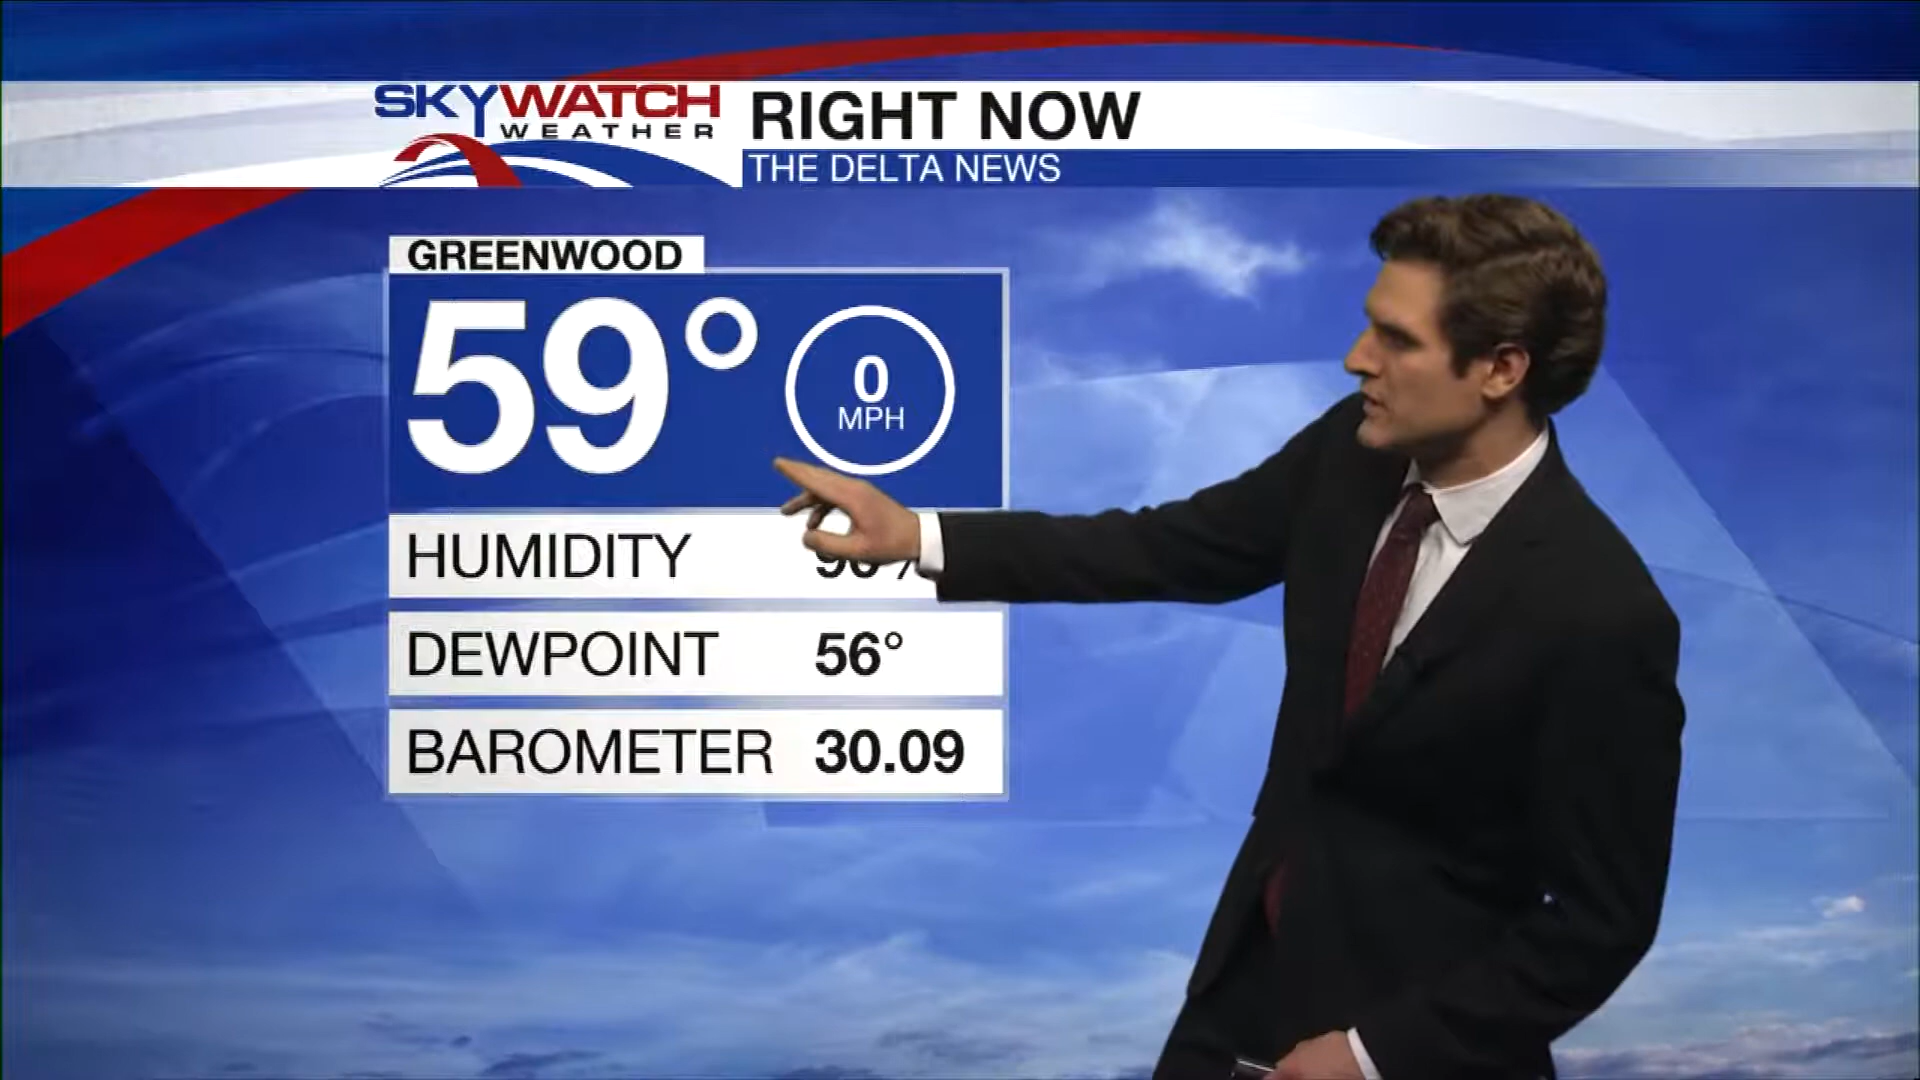 SKYWATCH
WEATHER
RIGHT NOW
THE DELTA NEWS
GREENWOOD
59°
0
MPH
HUMIDITY
DEWPOINT 56°
BAROMETER 30.09